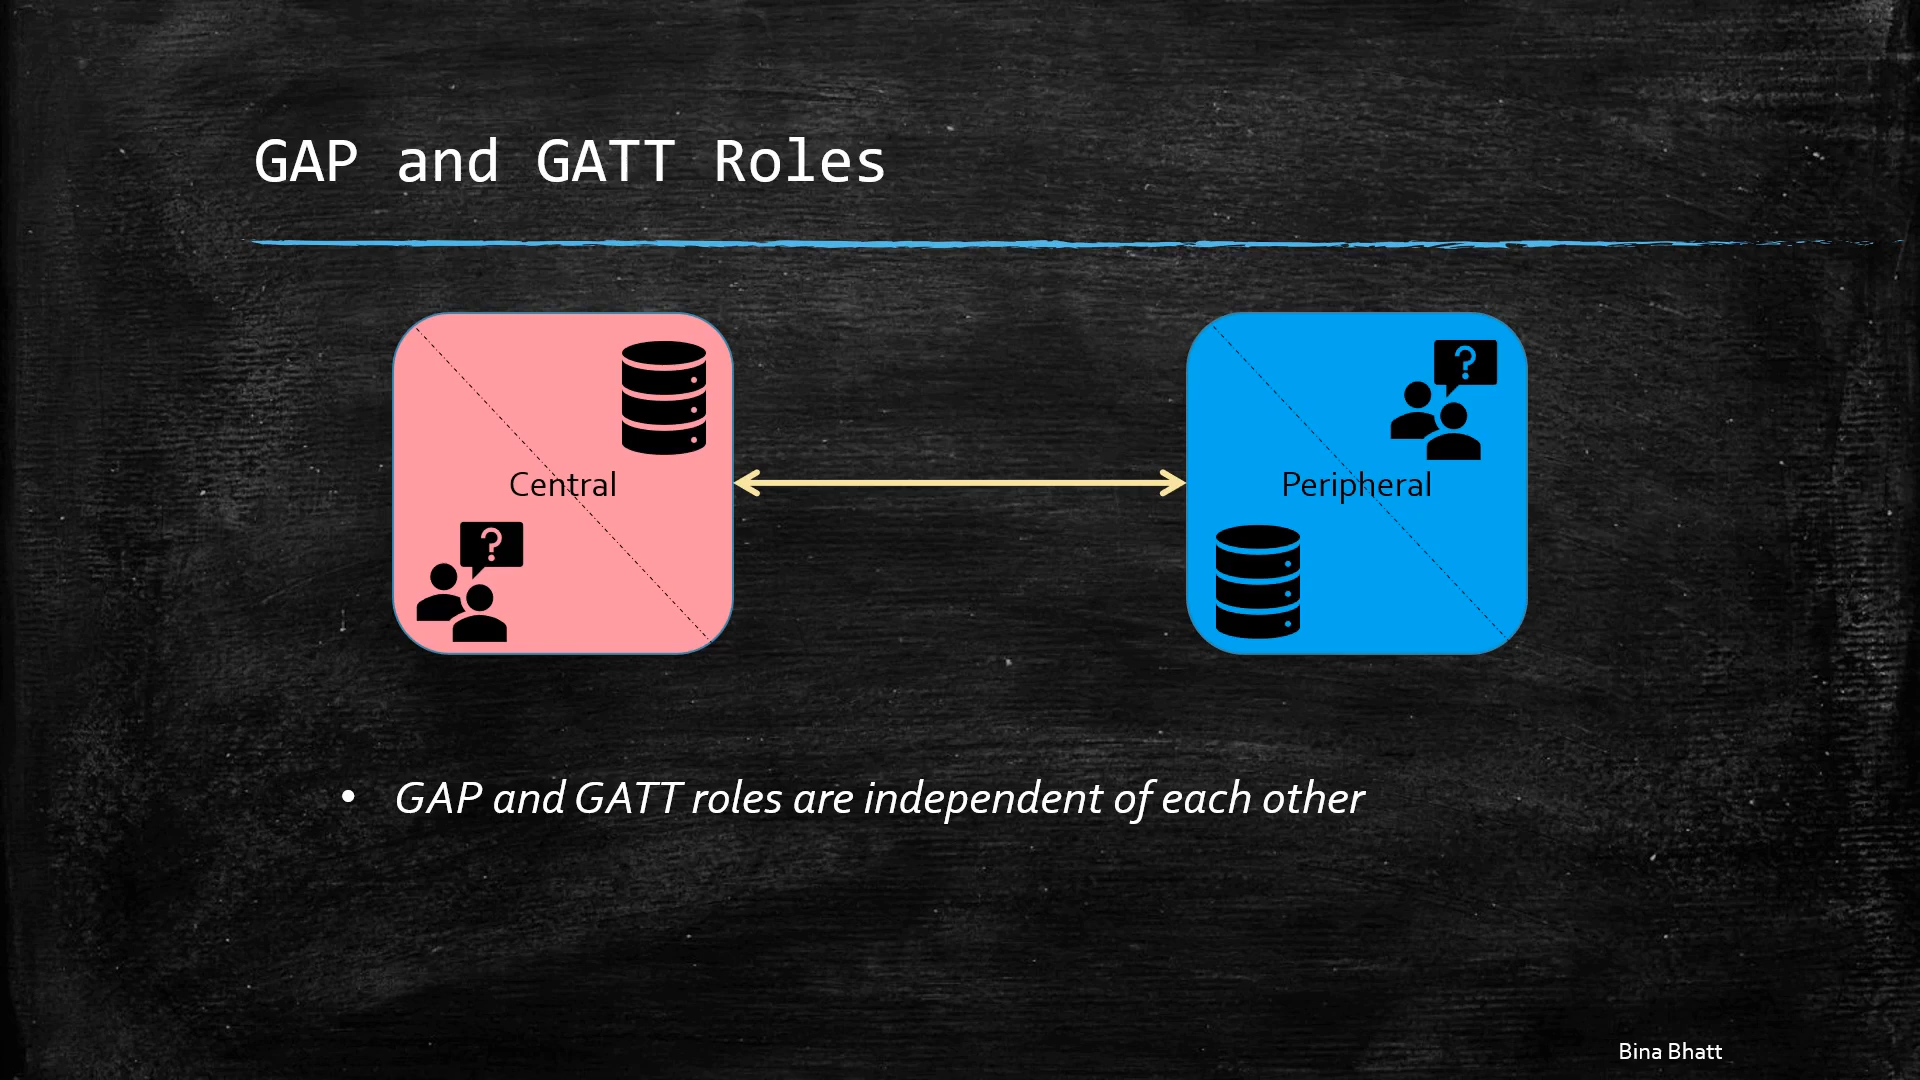 GAP and GATT Roles
?
Central
Peripheral
?
• GAP and GATT roles are independent of each other
Bina Bhatt